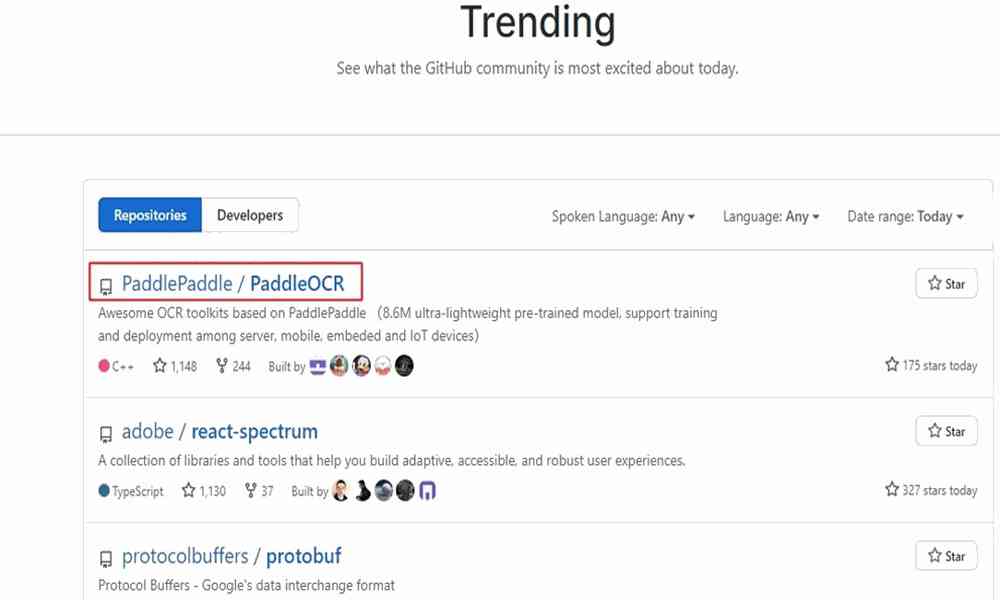 Trending
See what the GitHub community is most excited about today.
Repositories Developers Spoken Language: Any Language: Any Date range: Today
PaddlePaddle / PaddleOCR Star
Awesome OCR toolkits based on PaddlePaddle （8.6M ultra-lightweight pre-trained model, support training
and deployment among server, mobile, embeded and IoT devices）
C++ 1,148 244 Built by 175 stars today
adobe / react-spectrum Star
A collection of libraries and tools that help you build adaptive, accessible, and robust user experiences.
TypeScript 1,130 37 Built by 327 stars today
protocolbuffers / protobuf Star
Protocol Buffers - Google's data interchange format